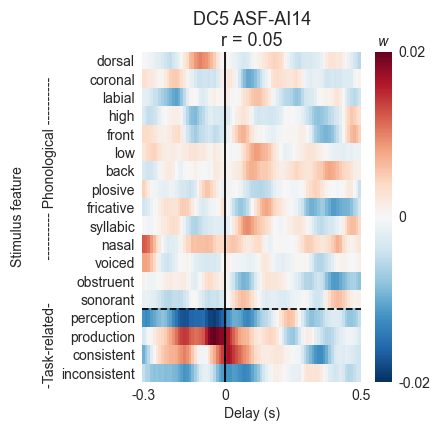 DC5 ASF-AI14
r = 0.05
w
0.02
0
-0.02
Stimulus feature
---------- Phonological ----------
-Task-related-
dorsal
coronal
labial
high
front
low
back
plosive
fricative
syllabic
nasal
voiced
obstruent
sonorant
perception
production
consistent
inconsistent
-0.3
0
0.5
Delay (s)